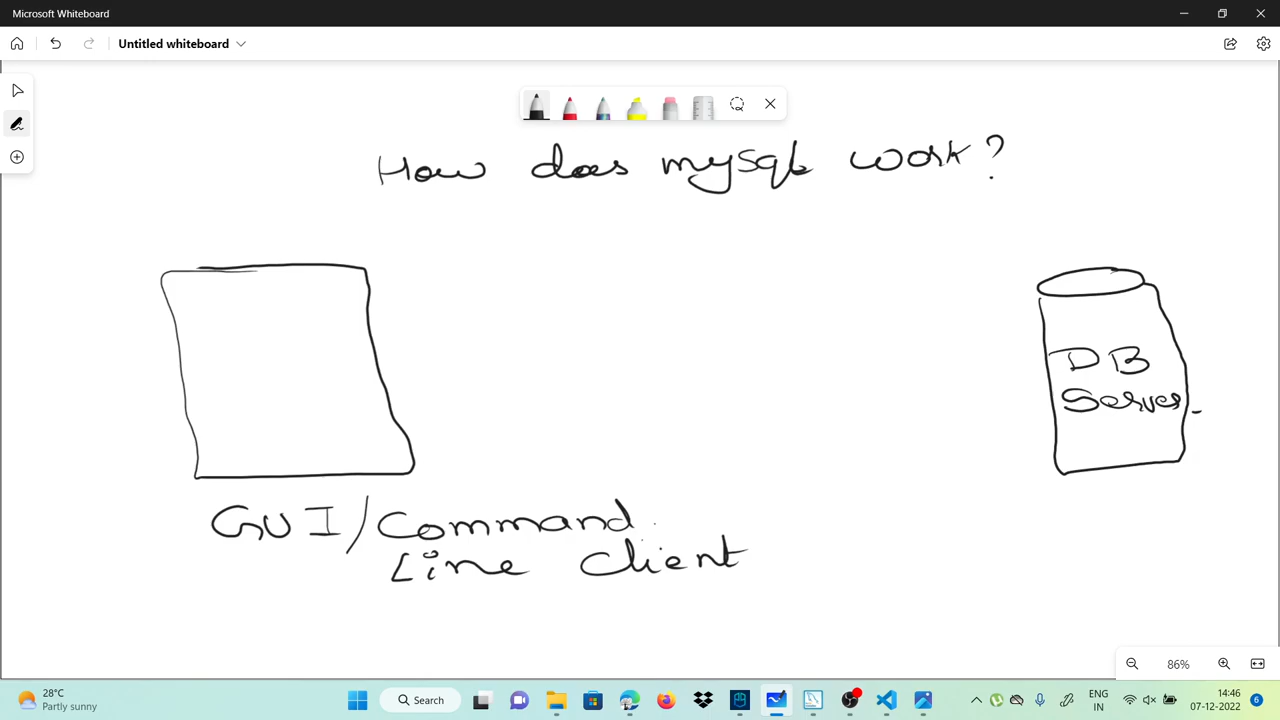 Microsoft Whiteboard
Untitled whiteboard
How does mysql work?
DB
Server
GUI/Command
Line Client
86%
28°C
Partly sunny
Search
ENG
IN
14:46
07-12-2022
6